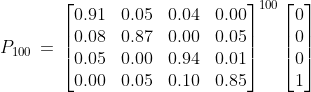 P_{100} = \begin{bmatrix} 0.91 & 0.05 & 0.04 & 0.00 \\ 0.08 & 0.87 & 0.00 & 0.05 \\ 0.05 & 0.00 & 0.94 & 0.01 \\ 0.00 & 0.05 & 0.10 & 0.85 \end{bmatrix}^{100} \begin{bmatrix} 0 \\ 0 \\ 0 \\ 1 \end{bmatrix}